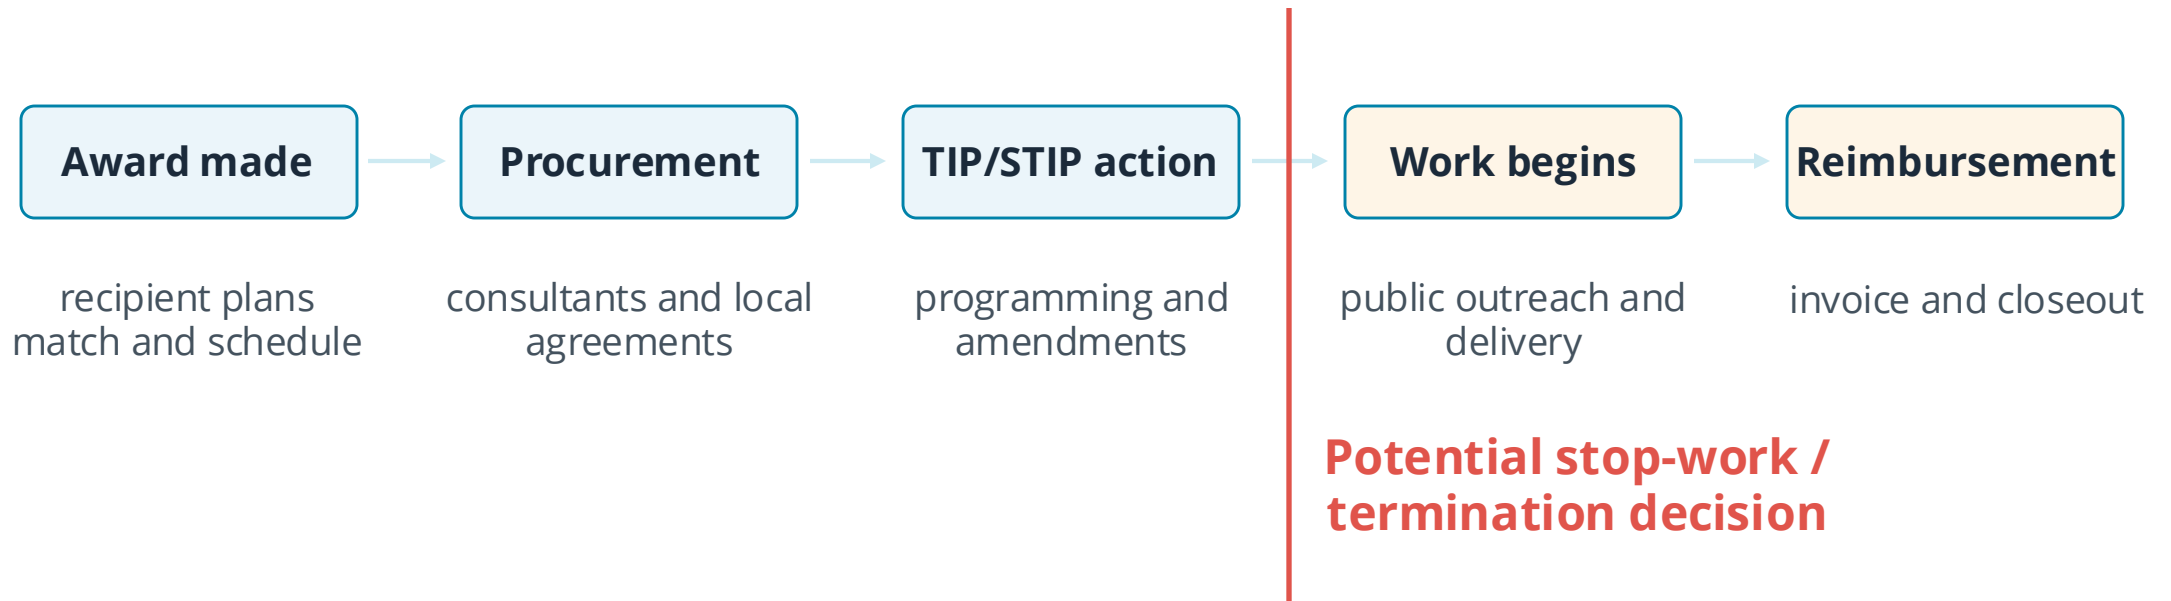 Award made
Procurement
TIP/STIP action
Work begins
Reimbursement
recipient plans
match and schedule
consultants and local
agreements
programming and
amendments
public outreach and
delivery
invoice and closeout
Potential stop-work /
termination decision